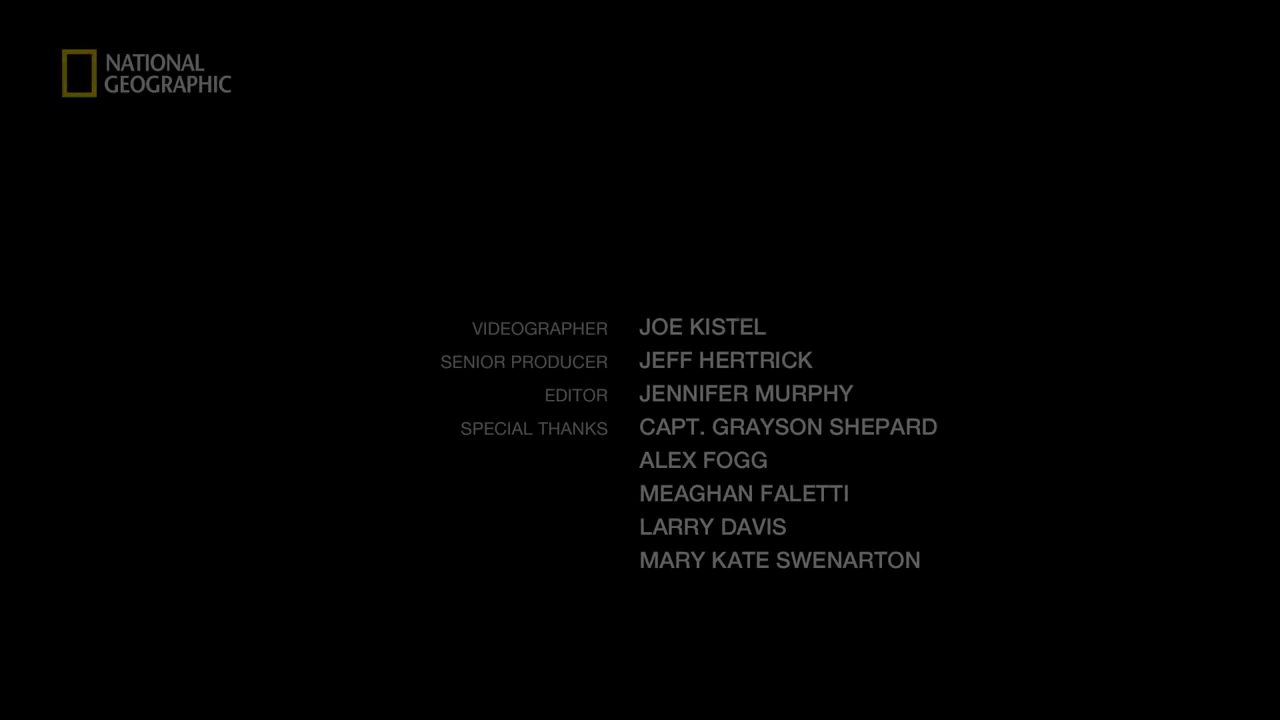 NATIONAL
GEOGRAPHIC
VIDEOGRAPHER JOE KISTEL
SENIOR PRODUCER JEFF HERTRICK
EDITOR JENNIFER MURPHY
SPECIAL THANKS CAPT. GRAYSON SHEPARD
ALEX FOGG
MEAGHAN FALETTI
LARRY DAVIS
MARY KATE SWENARTON